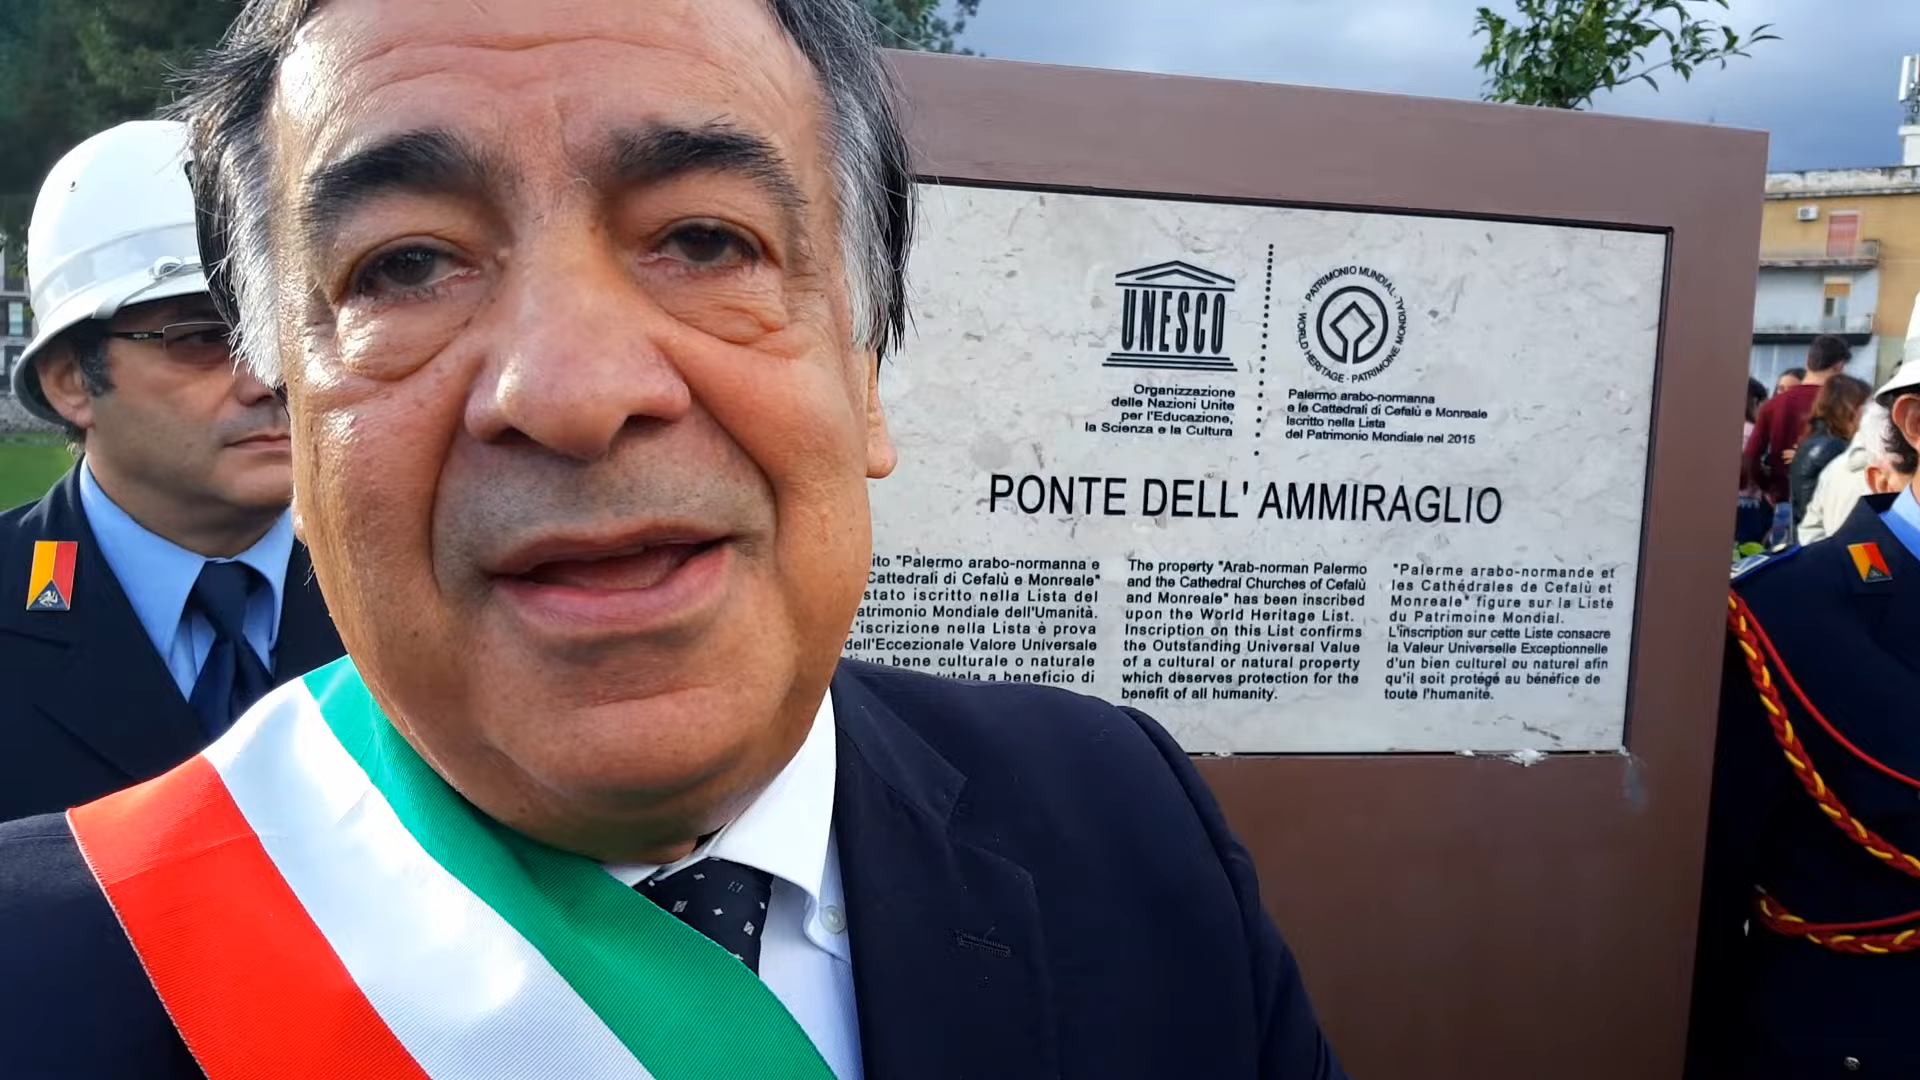 UNESCO
Organizzazione
delle Nazioni Unite
per l'Educazione,
la Scienza e la Cultura
PATRIMONIO MUNDIAL · WORLD HERITAGE · PATRIMOINE MONDIAL ·
Palermo arabo-normanna
e le Cattedrali di Cefalù e Monreale
Iscritto nella Lista
del Patrimonio Mondiale nel 2015
PONTE DELL' AMMIRAGLIO
"Palermo arabo-normanna e
Cattedrali di Cefalù e Monreale"
stato iscritto nella Lista del
Mondiale dell'Umanità.
L'iscrizione nella Lista è prova
dell'Eccezionale Valore Universale
un bene culturale o naturale
a beneficio di
The property "Arab-norman Palermo
and the Cathedral Churches of Cefalù
and Monreale" has been inscribed
upon the World Heritage List.
Inscription on this List confirms
the Outstanding Universal Value
of a cultural or natural property
which deserves protection for the
benefit of all humanity.
"Palerme arabo-normande et
les Cathédrales de Cefalù et
Monreale" figure sur la Liste
du Patrimoine Mondial.
L'inscription sur cette Liste consacre
la Valeur Universelle Exceptionnelle
d'un bien culturel ou naturel afin
qu'il soit protégé au bénéfice de
toute l'humanité.